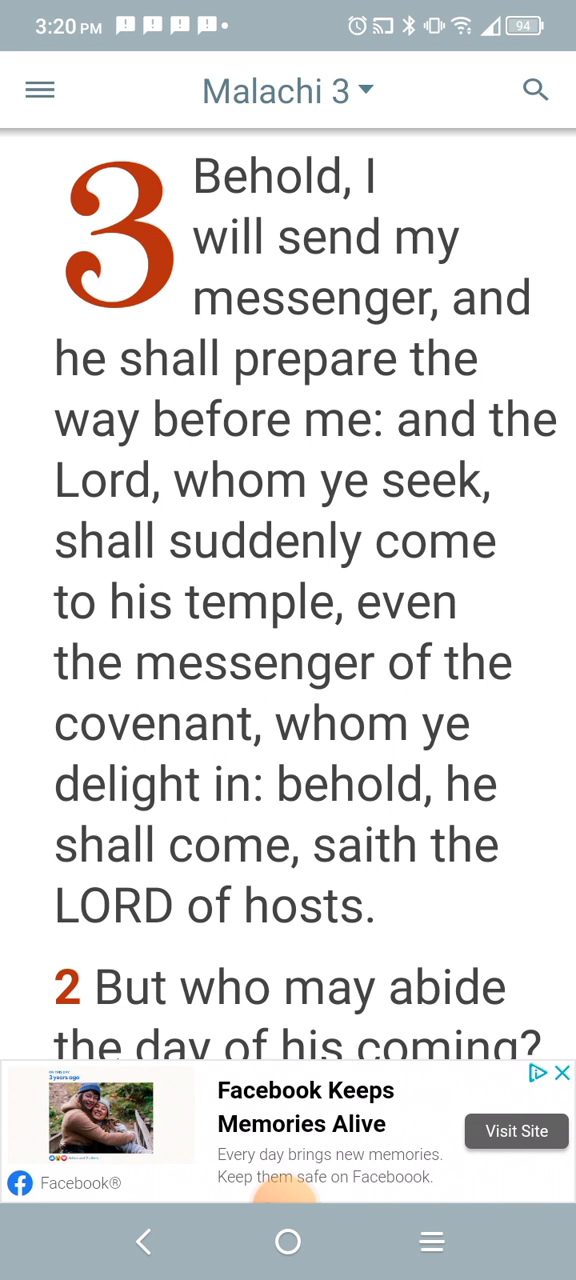 3:20 PM
94
Malachi 3
3 Behold, I
will send my
messenger, and
he shall prepare the
way before me: and the
Lord, whom ye seek,
shall suddenly come
to his temple, even
the messenger of the
covenant, whom ye
delight in: behold, he
shall come, saith the
LORD of hosts.
2 But who may abide
the day of his coming?
3 years ago
Facebook®
Facebook Keeps
Memories Alive
Every day brings new memories.
Keep them safe on Faceboook.
Visit Site